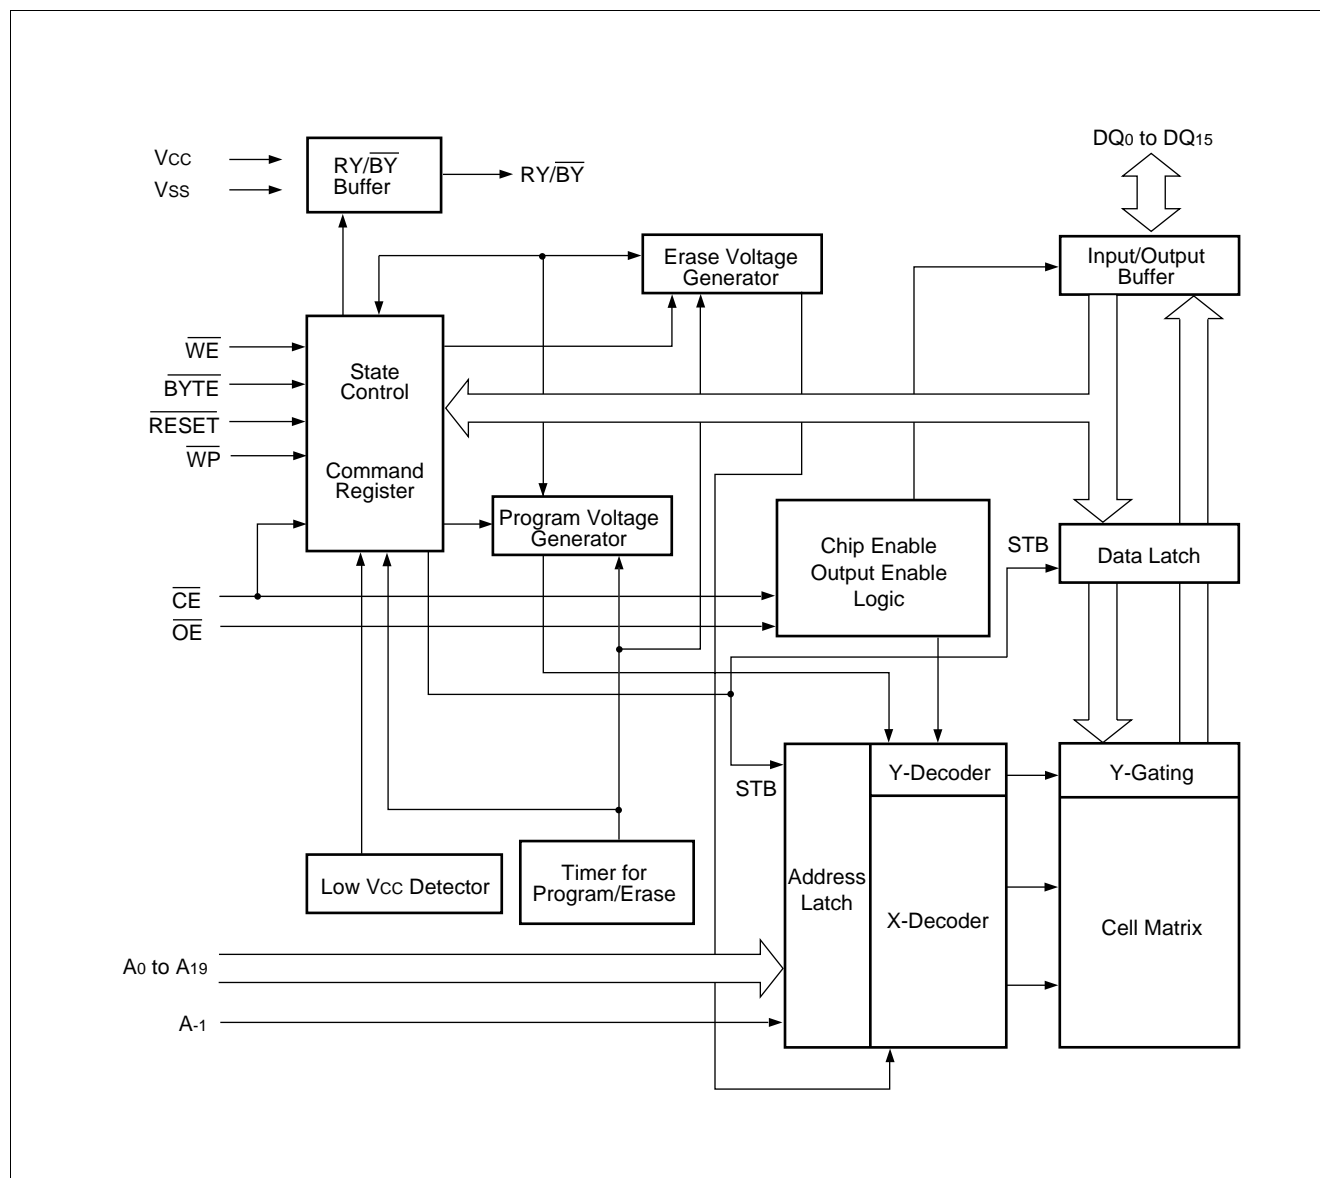 VCC
VSS
RY/BY
Buffer
RY/BY
DQ0 to DQ15
Erase Voltage
Generator
Input/Output
Buffer
WE
BYTE
RESET
WP
State
Control
Command
Register
Program Voltage
Generator
Chip Enable
Output Enable
Logic
STB
Data Latch
CE
OE
STB
Y-Decoder
Y-Gating
Address
Latch
X-Decoder
Cell Matrix
Low VCC Detector
Timer for
Program/Erase
A0 to A19
A-1